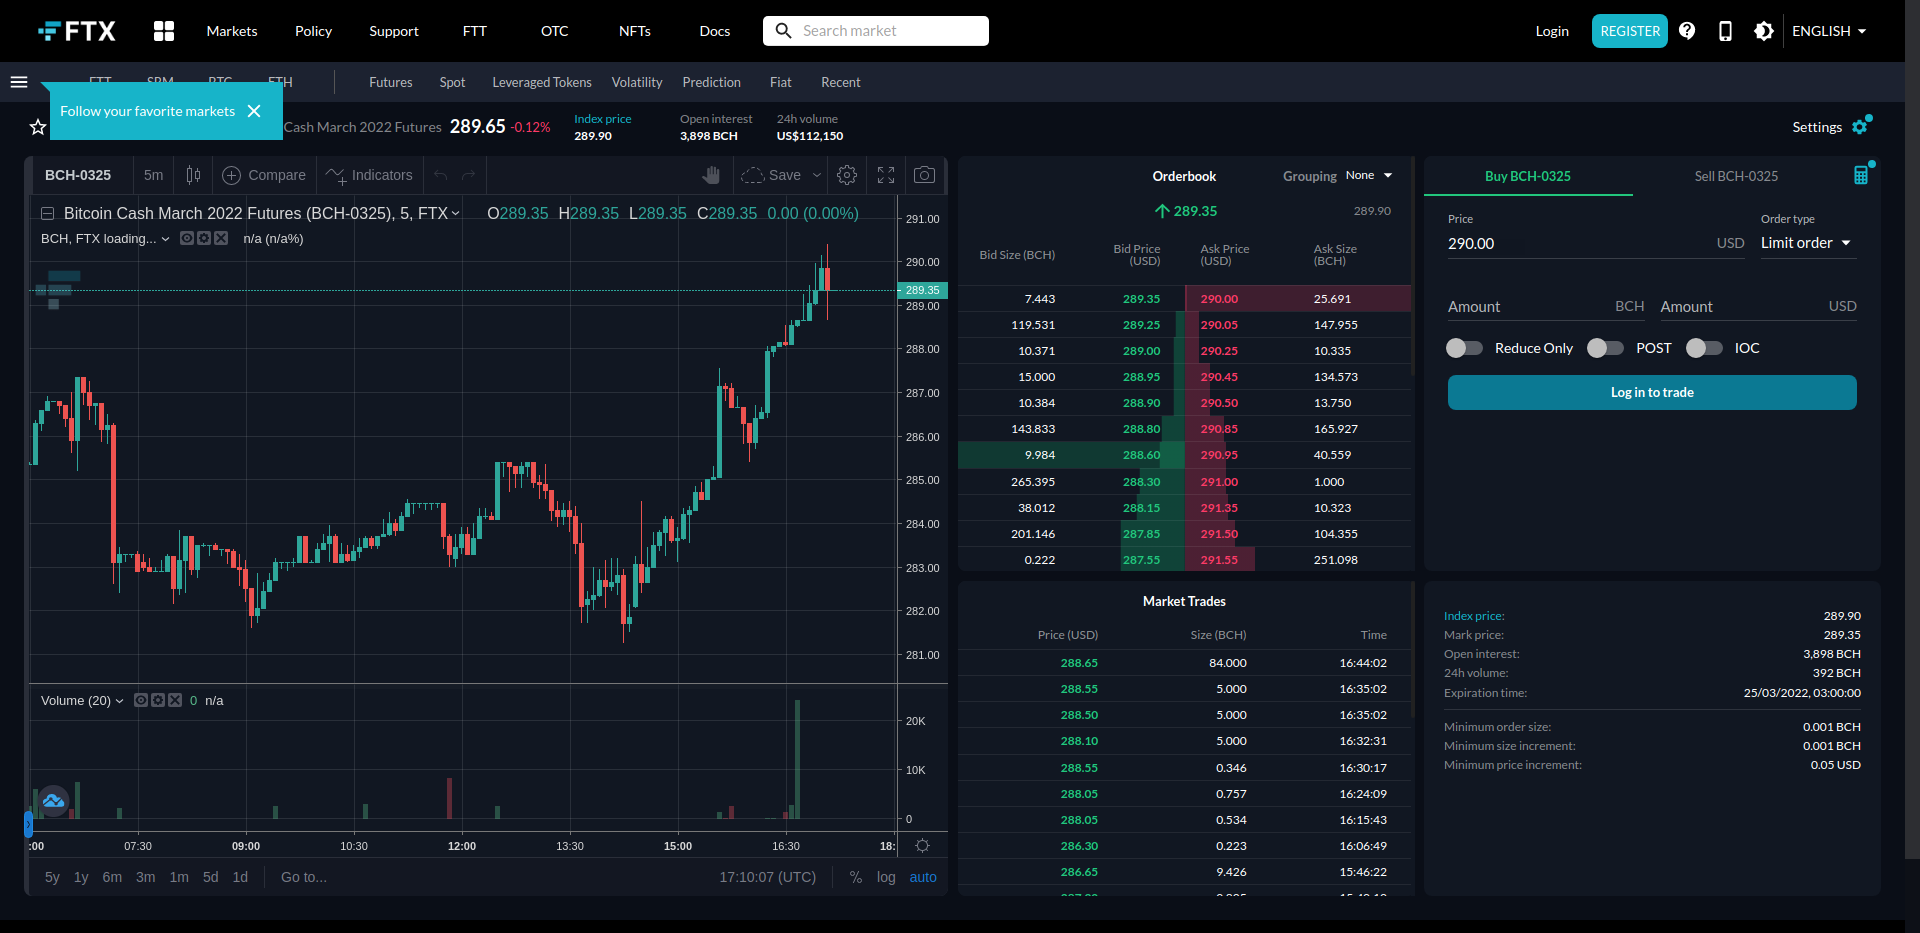 FTX Markets Policy Support FTT OTC NFTs Docs Search market Login REGISTER ENGLISH
FTT SRM BTC ETH Futures Spot Leveraged Tokens Volatility Prediction Fiat Recent
Follow your favorite markets
Cash March 2022 Futures 289.65 -0.12%
Index price
289.90
Open interest
3,898 BCH
24h volume
US$112,150
Settings
BCH-0325 5m Compare Indicators Save
Bitcoin Cash March 2022 Futures (BCH-0325), 5, FTX O289.35 H289.35 L289.35 C289.35 0.00 (0.00%)
BCH, FTX loading... n/a (n/a%)
291.00
290.00
289.35
289.00
288.00
287.00
286.00
285.00
284.00
283.00
282.00
281.00
Volume (20) 0 n/a
20K
10K
0
:00 07:30 09:00 10:30 12:00 13:30 15:00 16:30 18:
5y 1y 6m 3m 1m 5d 1d Go to... 17:10:07 (UTC) % log auto
Orderbook Grouping None
289.35 289.90
Bid Size (BCH) Bid Price (USD) Ask Price (USD) Ask Size (BCH)
7.443 289.35 290.00 25.691
119.531 289.25 290.05 147.955
10.371 289.00 290.25 10.335
15.000 288.95 290.45 134.573
10.384 288.90 290.50 13.750
143.833 288.80 290.85 165.927
9.984 288.60 290.95 40.559
265.395 288.30 291.00 1.000
38.012 288.15 291.35 10.323
201.146 287.85 291.50 104.355
0.222 287.55 291.55 251.098
Market Trades
Price (USD) Size (BCH) Time
288.65 84.000 16:44:02
288.55 5.000 16:35:02
288.50 5.000 16:35:02
288.10 5.000 16:32:31
288.55 0.346 16:30:17
288.05 0.757 16:24:09
288.05 0.534 16:15:43
286.30 0.223 16:06:49
286.65 9.426 15:46:22
Buy BCH-0325 Sell BCH-0325
Price Order type
290.00 USD Limit order
Amount BCH Amount USD
Reduce Only POST IOC
Log in to trade
Index price: 289.90
Mark price: 289.35
Open interest: 3,898 BCH
24h volume: 392 BCH
Expiration time: 25/03/2022, 03:00:00
Minimum order size: 0.001 BCH
Minimum size increment: 0.001 BCH
Minimum price increment: 0.05 USD